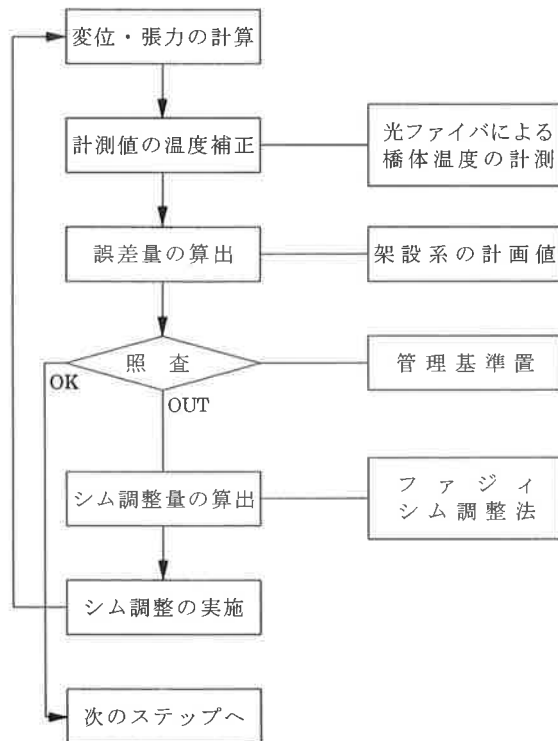 変位・張力の計算
計測値の温度補正
光ファイバによる
橋体温度の計測
誤差量の算出
架設系の計画値
照 査
管理基準置
OK
OUT
シム調整量の算出
ファジィ
シム調整法
シム調整の実施
次のステップへ